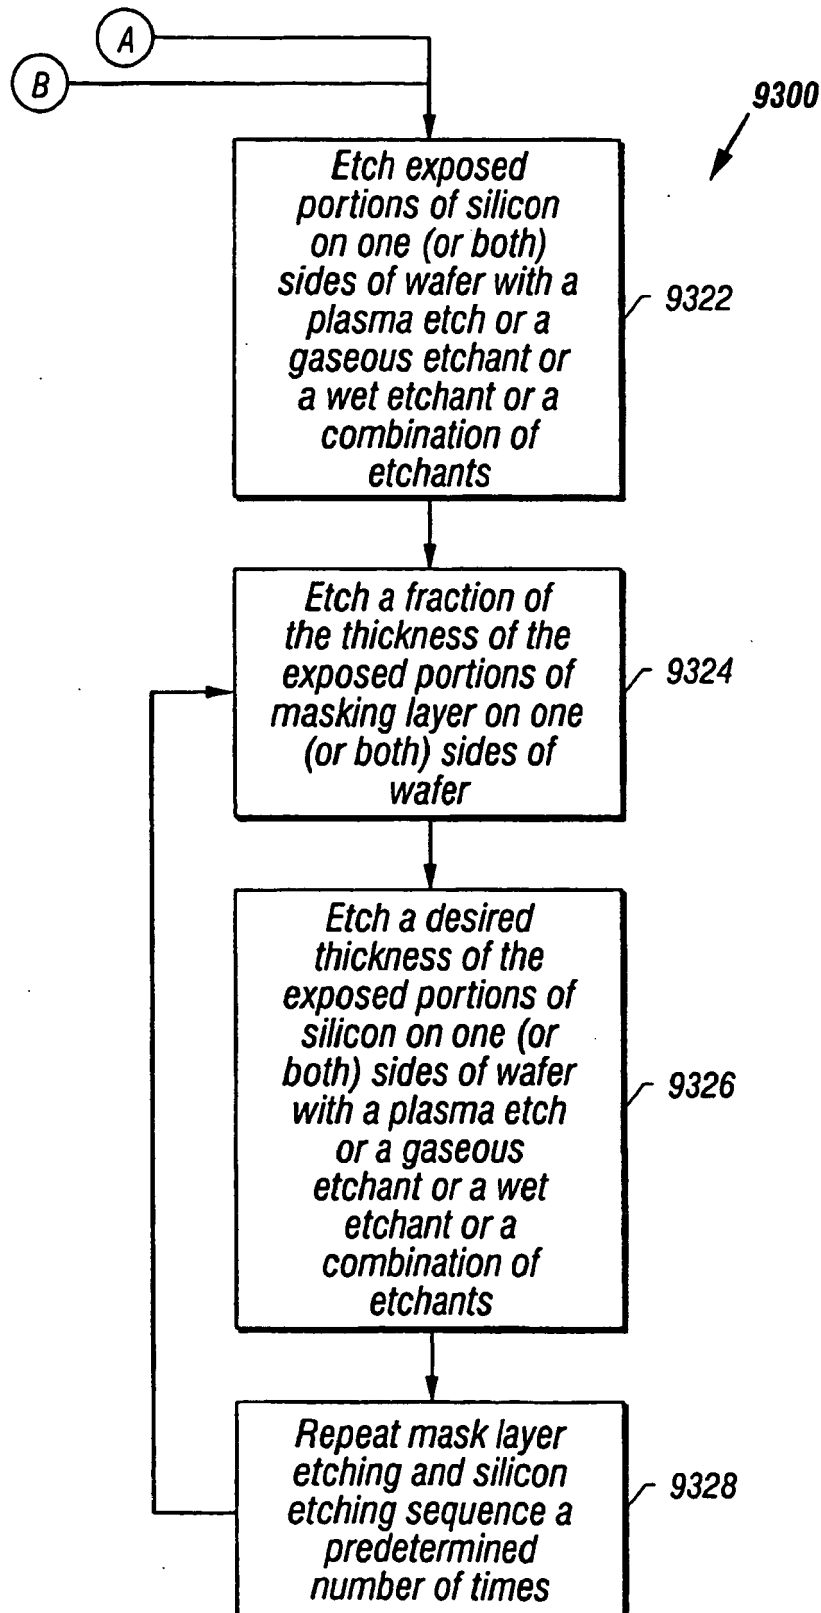 A
B
9300
Etch exposed
portions of silicon
on one (or both)
sides of wafer with a
plasma etch or a
gaseous etchant or
a wet etchant or a
combination of
etchants
9322
Etch a fraction of
the thickness of the
exposed portions of
masking layer on one
(or both) sides of
wafer
9324
Etch a desired
thickness of the
exposed portions of
silicon on one (or
both) sides of wafer
with a plasma etch
or a gaseous
etchant or a wet
etchant or a
combination of
etchants
9326
Repeat mask layer
etching and silicon
etching sequence a
predetermined
number of times
9328